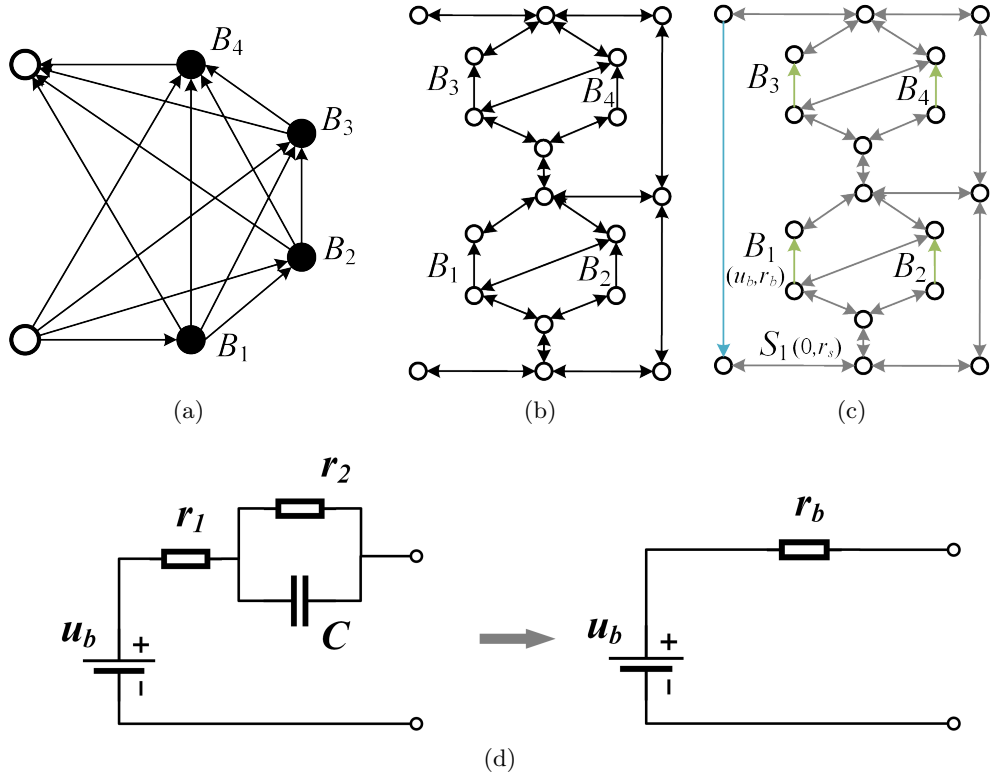 B4
B3
B2
B1
(a)
B3
B4
B1
B2
(b)
B3
B4
B1
(ub,rb)
B2
S1(0,rs)
(c)
r2
r1
C
ub
+
−
rb
ub
+
−
(d)